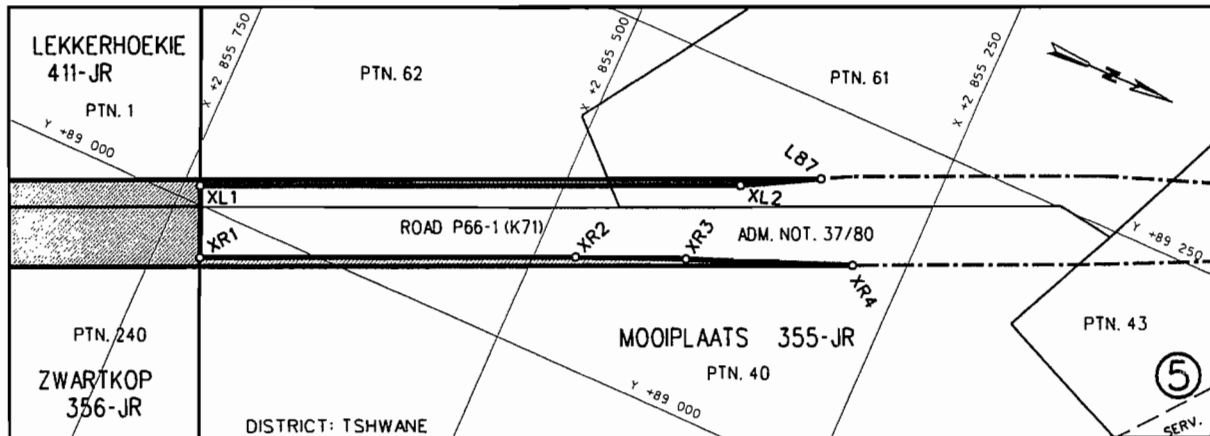 LEKKERHOEKIE
411-JR
PTN. 1
X +2 855 750
PTN. 62
X +2 855 500
PTN. 61
X +2 855 250
N
Y +89 000
L87
XL1
XL2
XR1
ROAD P66-1 (K71)
XR2
XR3
ADM. NOT. 37/80
Y +89 250
XR4
PTN. 240
MOOIPLAATS 355-JR
PTN. 43
ZWARTKOP
356-JR
PTN. 40
Y +89 000
5
DISTRICT: TSHWANE
SERV.